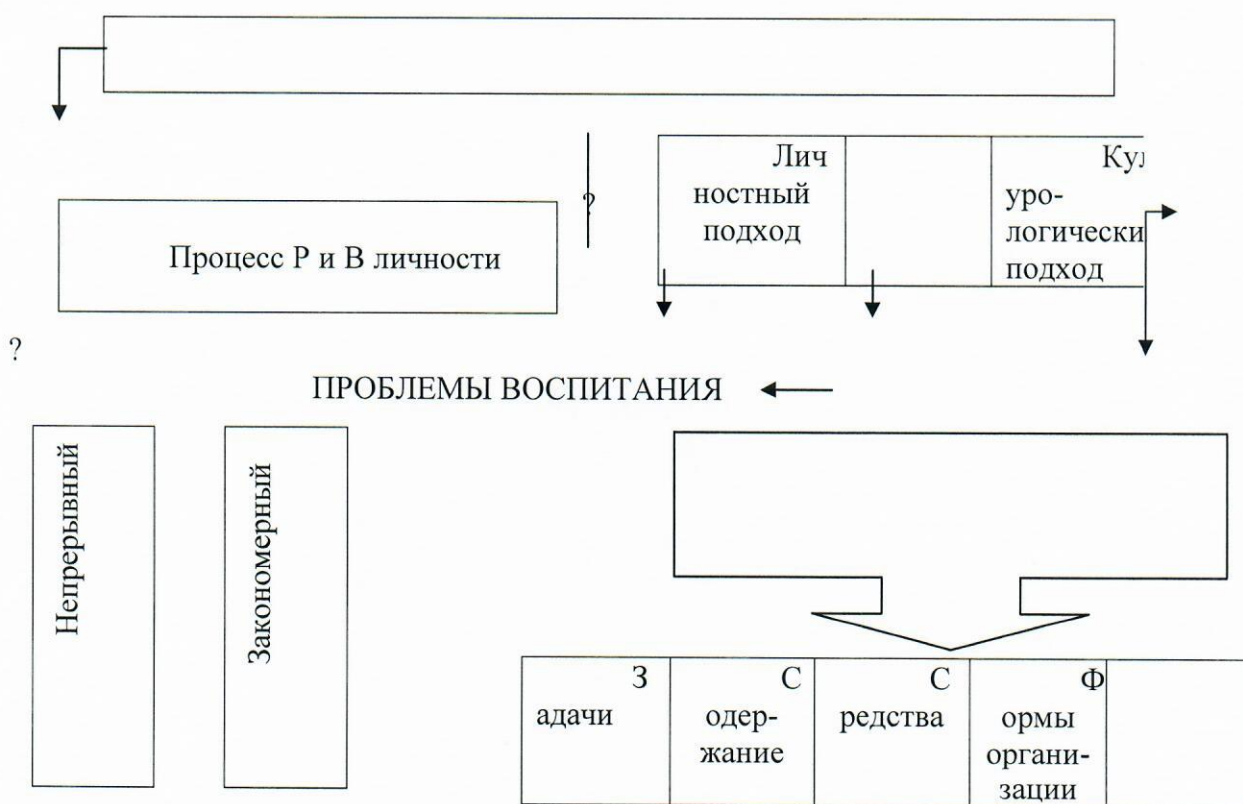 Лич
ностный
подход
Кул
уро-
логически
подход
?
Процесс Р и В личности
?
ПРОБЛЕМЫ ВОСПИТАНИЯ
Непрерывный
Закономерный
З
адачи
С
одер-
жание
С
редства
Ф
ормы
органи-
зации